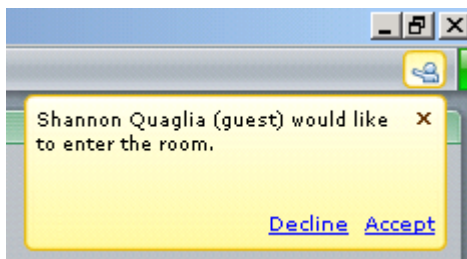 Shannon Quaglia (guest) would like
to enter the room.
Decline Accept